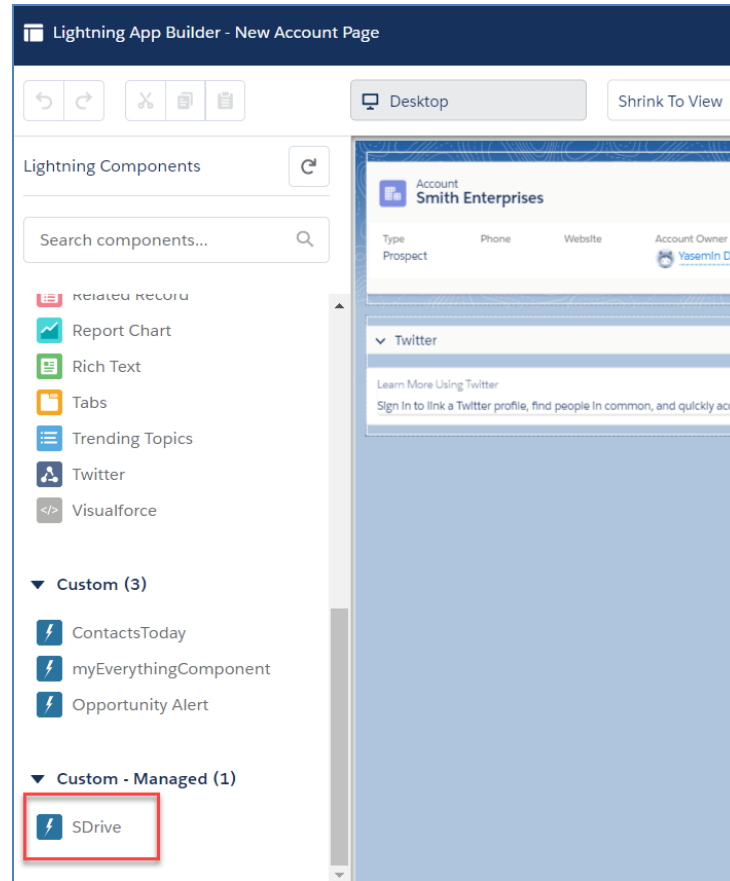 Lightning App Builder - New Account Page
Desktop
Shrink To View
Lightning Components
Search components...
Related Record
Report Chart
Rich Text
Tabs
Trending Topics
Twitter
</> Visualforce
Custom (3)
ContactsToday
myEverythingComponent
Opportunity Alert
Custom - Managed (1)
SDrive
Account
Smith Enterprises
Type Phone Website Account Owner
Prospect Yasemin D
Twitter
Learn More Using Twitter
Sign in to link a Twitter profile, find people in common, and quickly